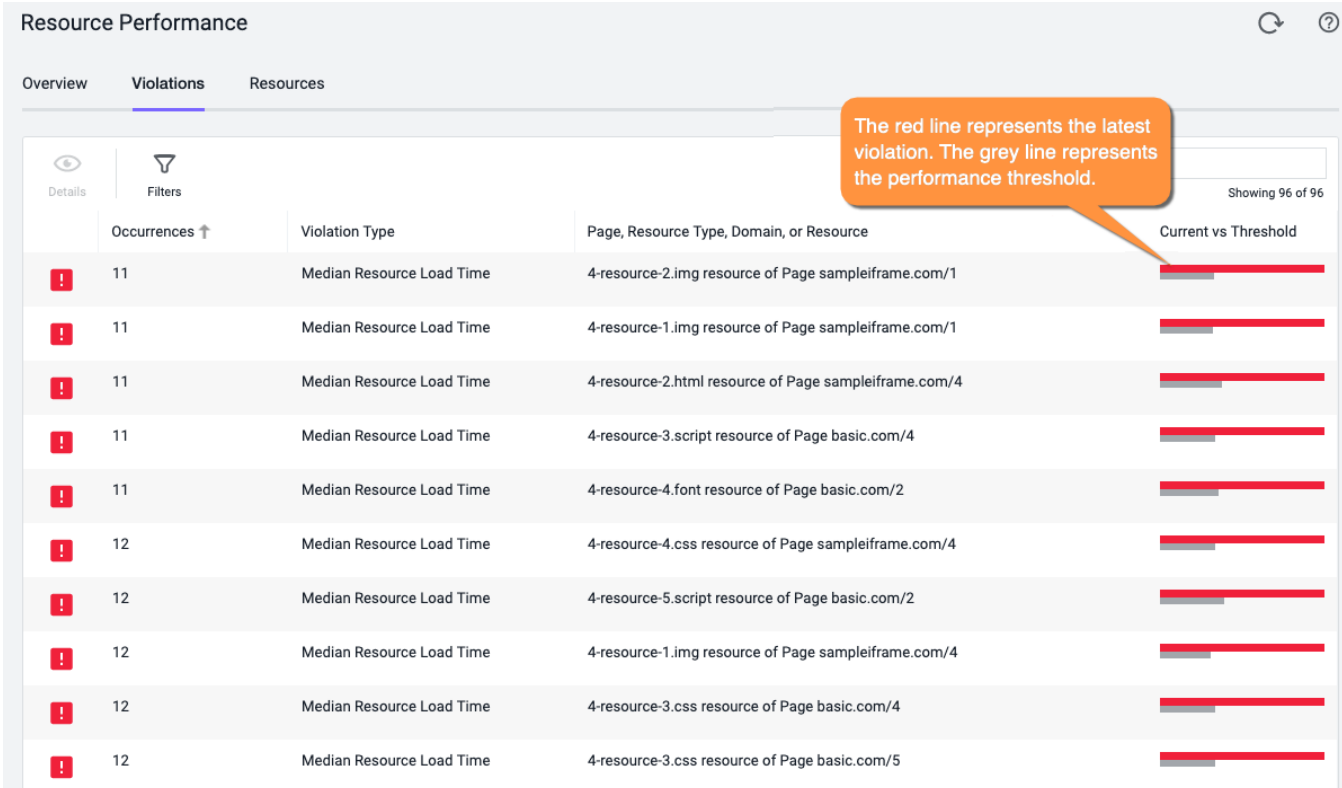 Resource Performance
Overview Violations Resources
The red line represents the latest
violation. The grey line represents
the performance threshold.
Details Filters
Showing 96 of 96
Occurrences Violation Type Page, Resource Type, Domain, or Resource Current vs Threshold
11 Median Resource Load Time 4-resource-2.img resource of Page sampleiframe.com/1
11 Median Resource Load Time 4-resource-1.img resource of Page sampleiframe.com/1
11 Median Resource Load Time 4-resource-2.html resource of Page sampleiframe.com/4
11 Median Resource Load Time 4-resource-3.script resource of Page basic.com/4
11 Median Resource Load Time 4-resource-4.font resource of Page basic.com/2
12 Median Resource Load Time 4-resource-4.css resource of Page sampleiframe.com/4
12 Median Resource Load Time 4-resource-5.script resource of Page basic.com/2
12 Median Resource Load Time 4-resource-1.img resource of Page sampleiframe.com/4
12 Median Resource Load Time 4-resource-3.css resource of Page basic.com/4
12 Median Resource Load Time 4-resource-3.css resource of Page basic.com/5